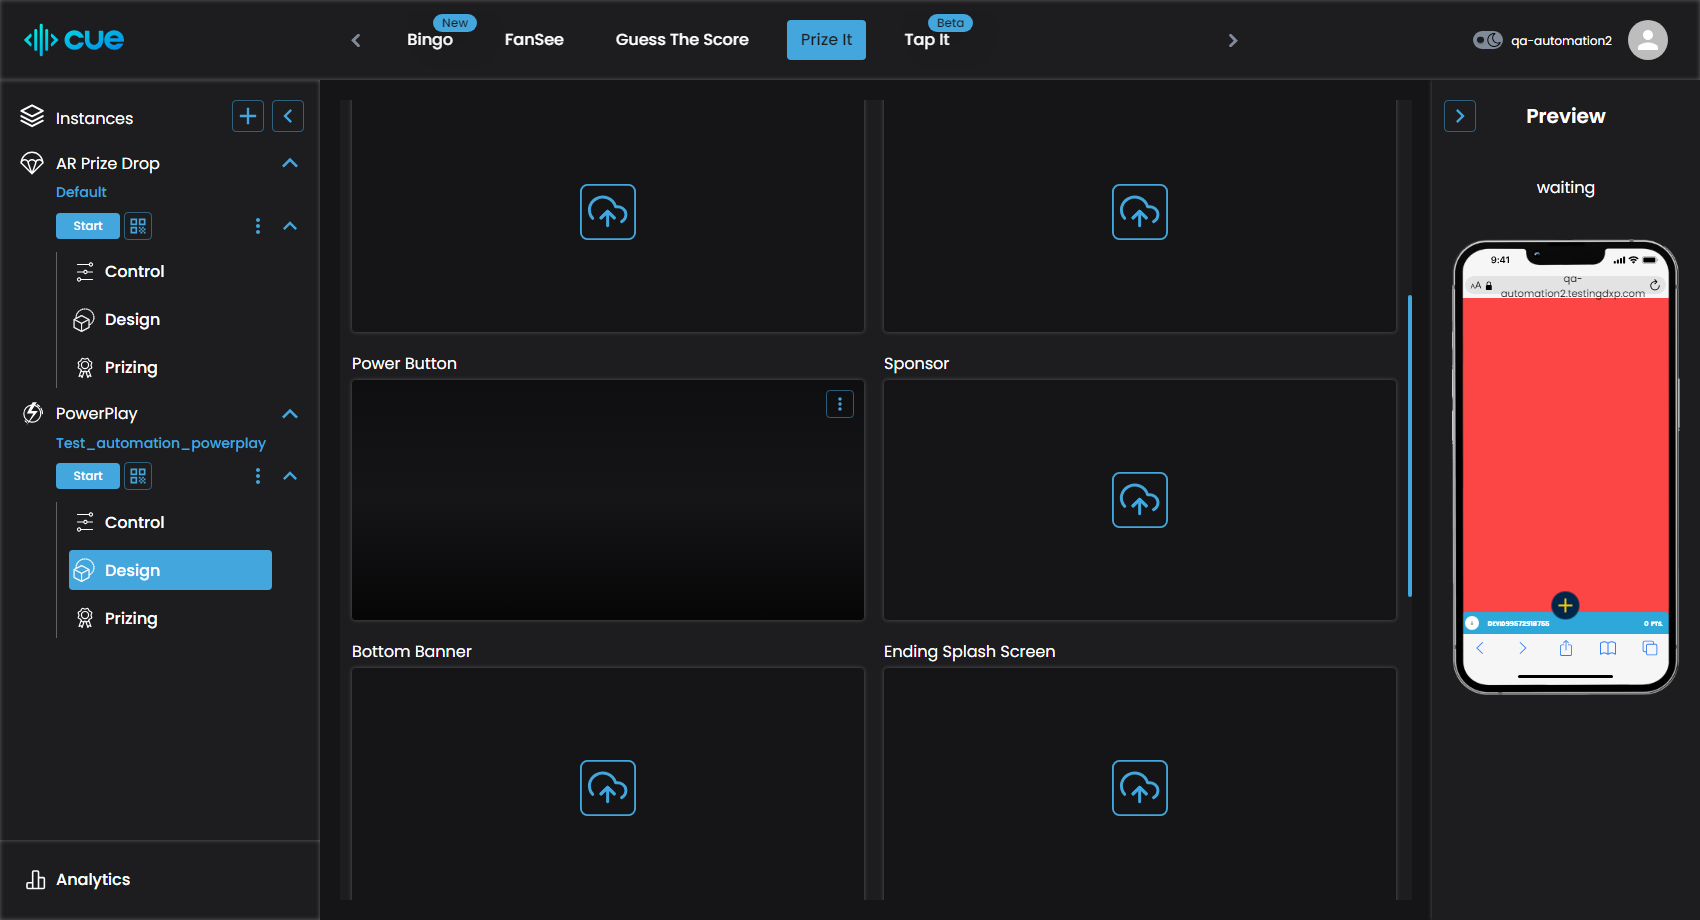 cue
New
Bingo
FanSee
Guess The Score
Prize It
Beta
Tap It
qa-automation2
Instances
AR Prize Drop
Default
Start
Control
Design
Prizing
PowerPlay
Test_automation_powerplay
Start
Control
Design
Prizing
Analytics
Power Button
Sponsor
Bottom Banner
Ending Splash Screen
Preview
waiting
9:41
AA
qa-
automation2.testingdxp.com
0 PTS.